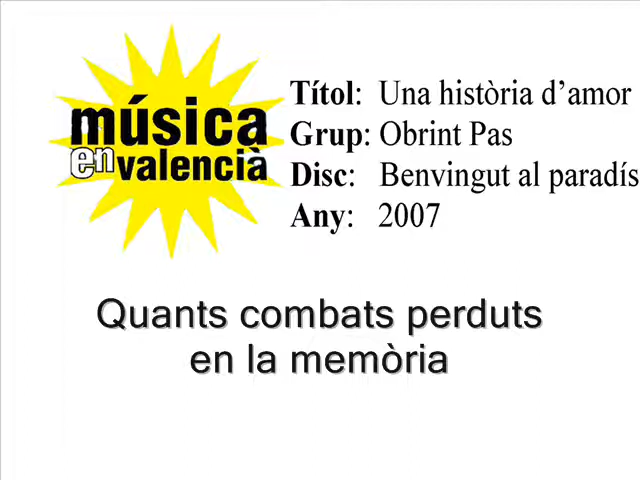 música
en valencià
Títol: Una història d’amor
Grup: Obrint Pas
Disc: Benvingut al paradís
Any: 2007
Quants combats perduts
en la memòria